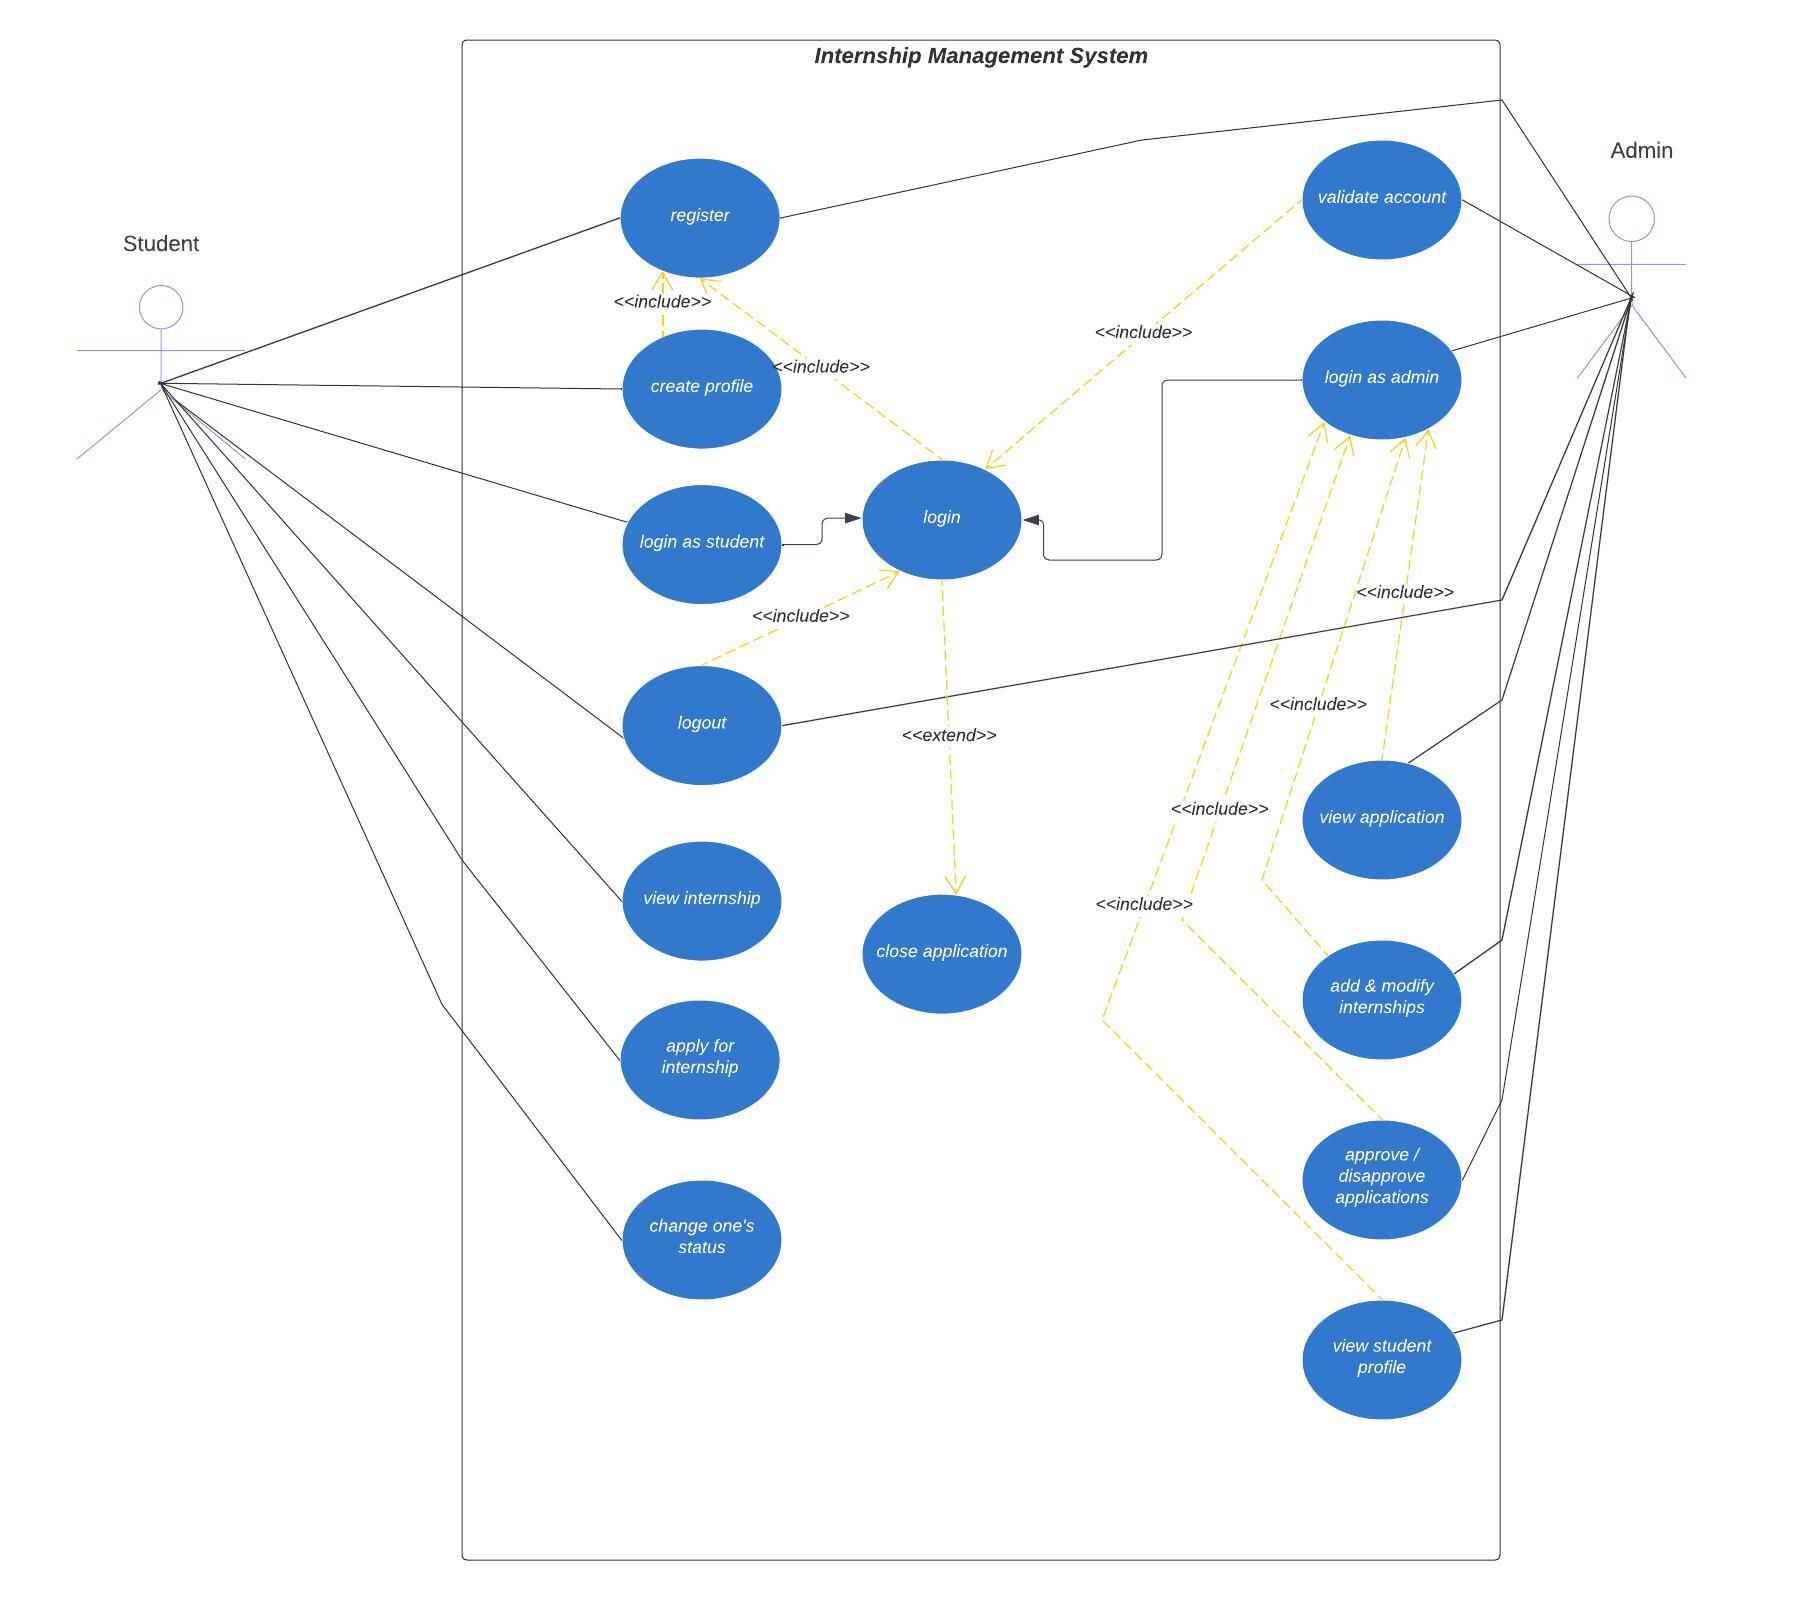 Internship Management System
Admin
validate account
register
Student
<<include>>
<<include>>
<<include>>
login as admin
create profile
login
login as student
<<include>>
<<include>>
<<include>>
logout
<<extend>>
<<include>>
view application
view internship
<<include>>
close application
add & modify
internships
apply for
internship
approve /
disapprove
applications
change one's
status
view student
profile